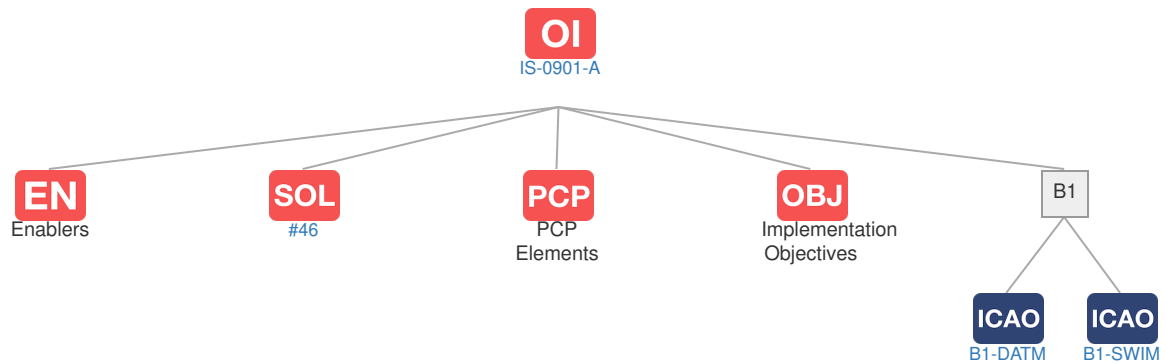 OI
IS-0901-A
EN
Enablers
SOL
#46
PCP
PCP
Elements
OBJ
Implementation
Objectives
B1
ICAO
B1-DATM
ICAO
B1-SWIM